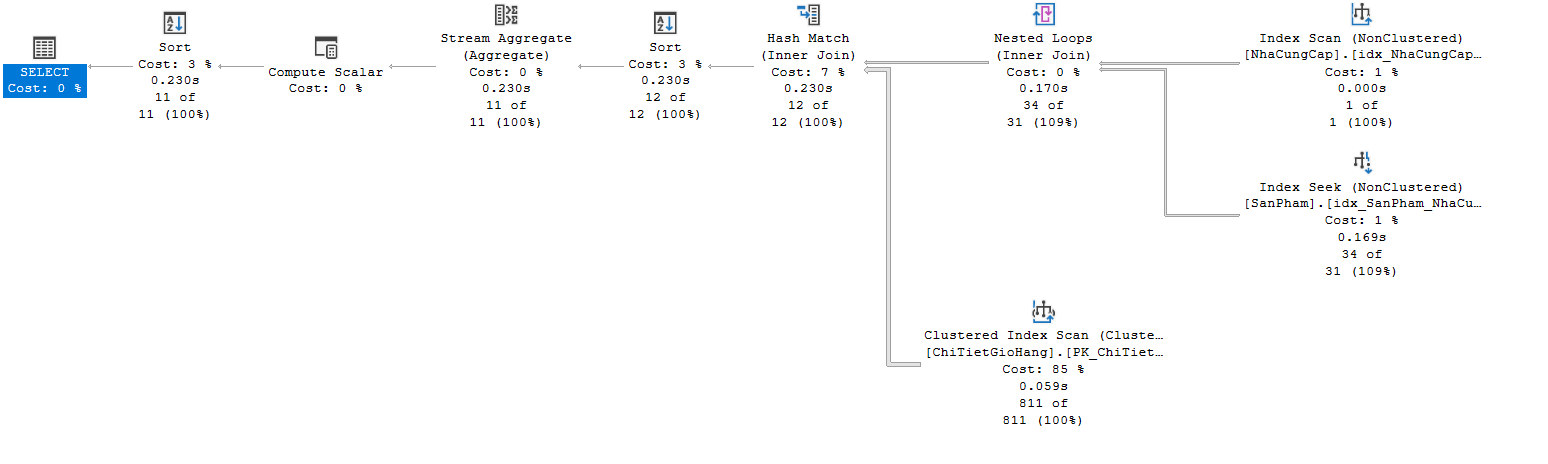 SELECT
Cost: 0 %
Sort
Cost: 3 %
0.230s
11 of
11 (100%)
Compute Scalar
Cost: 0 %
Stream Aggregate
(Aggregate)
Cost: 0 %
0.230s
11 of
11 (100%)
Sort
Cost: 3 %
0.230s
12 of
12 (100%)
Hash Match
(Inner Join)
Cost: 7 %
0.230s
12 of
12 (100%)
Nested Loops
(Inner Join)
Cost: 0 %
0.170s
34 of
31 (109%)
Index Scan (NonClustered)
[NhaCungCap].[idx_NhaCungCap…
Cost: 1 %
0.000s
1 of
1 (100%)
Index Seek (NonClustered)
[SanPham].[idx_SanPham_NhaCu…
Cost: 1 %
0.169s
34 of
31 (109%)
Clustered Index Scan (Cluste…
[ChiTietGioHang].[PK_ChiTiet…
Cost: 85 %
0.059s
811 of
811 (100%)